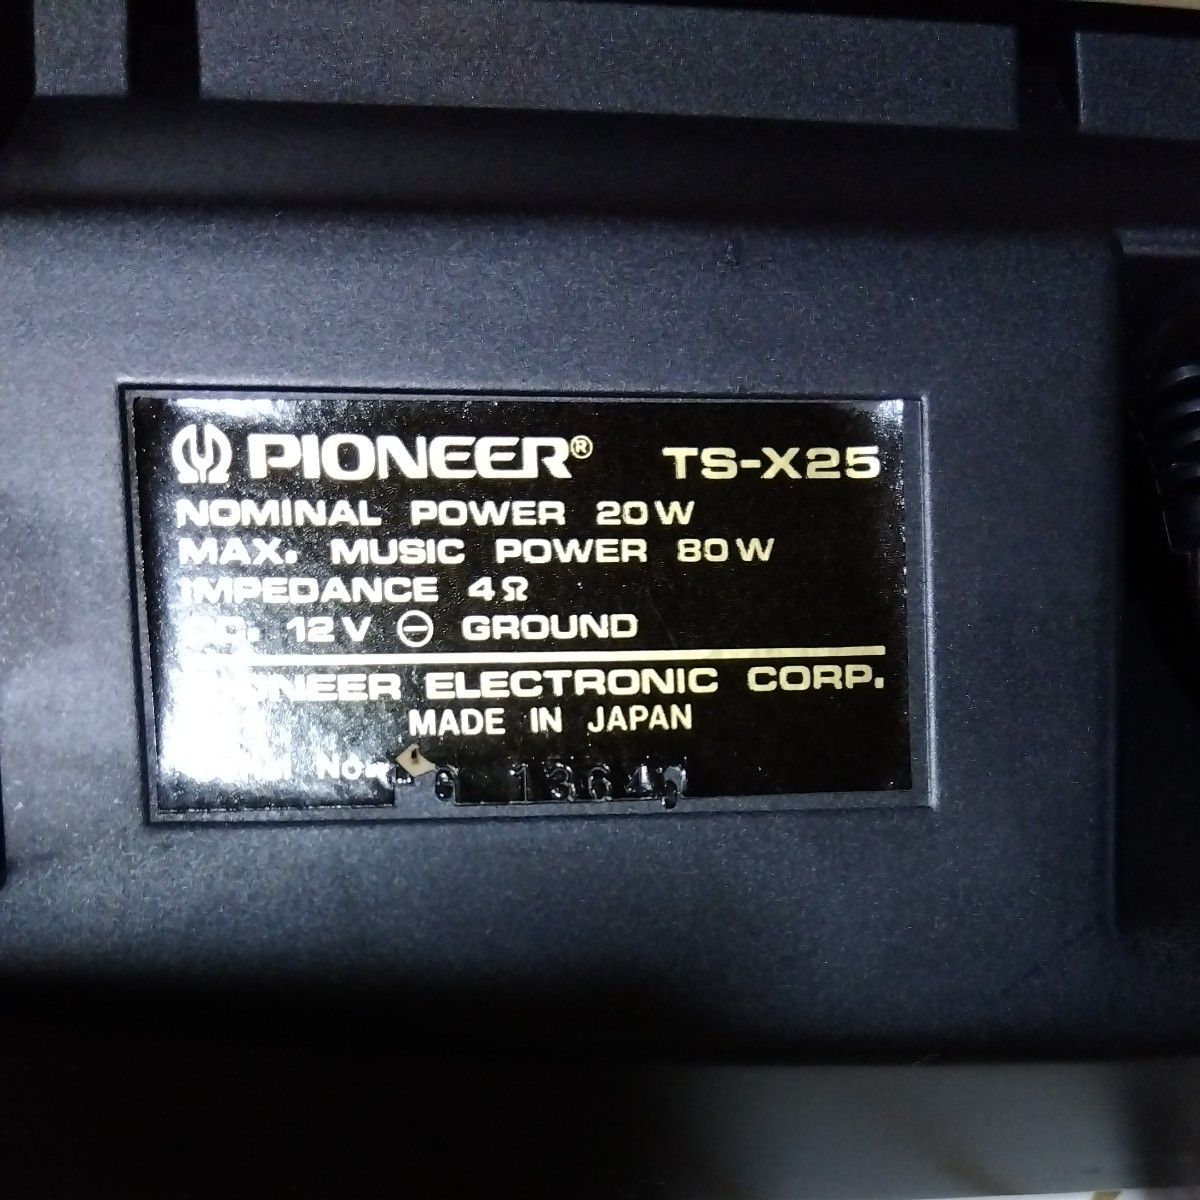 PIONEER® TS-X25
NOMINAL POWER 20W
MAX. MUSIC POWER 80W
IMPEDANCE 4Ω
12V ⊖ GROUND
PIONEER ELECTRONIC CORP.
MADE IN JAPAN
No.